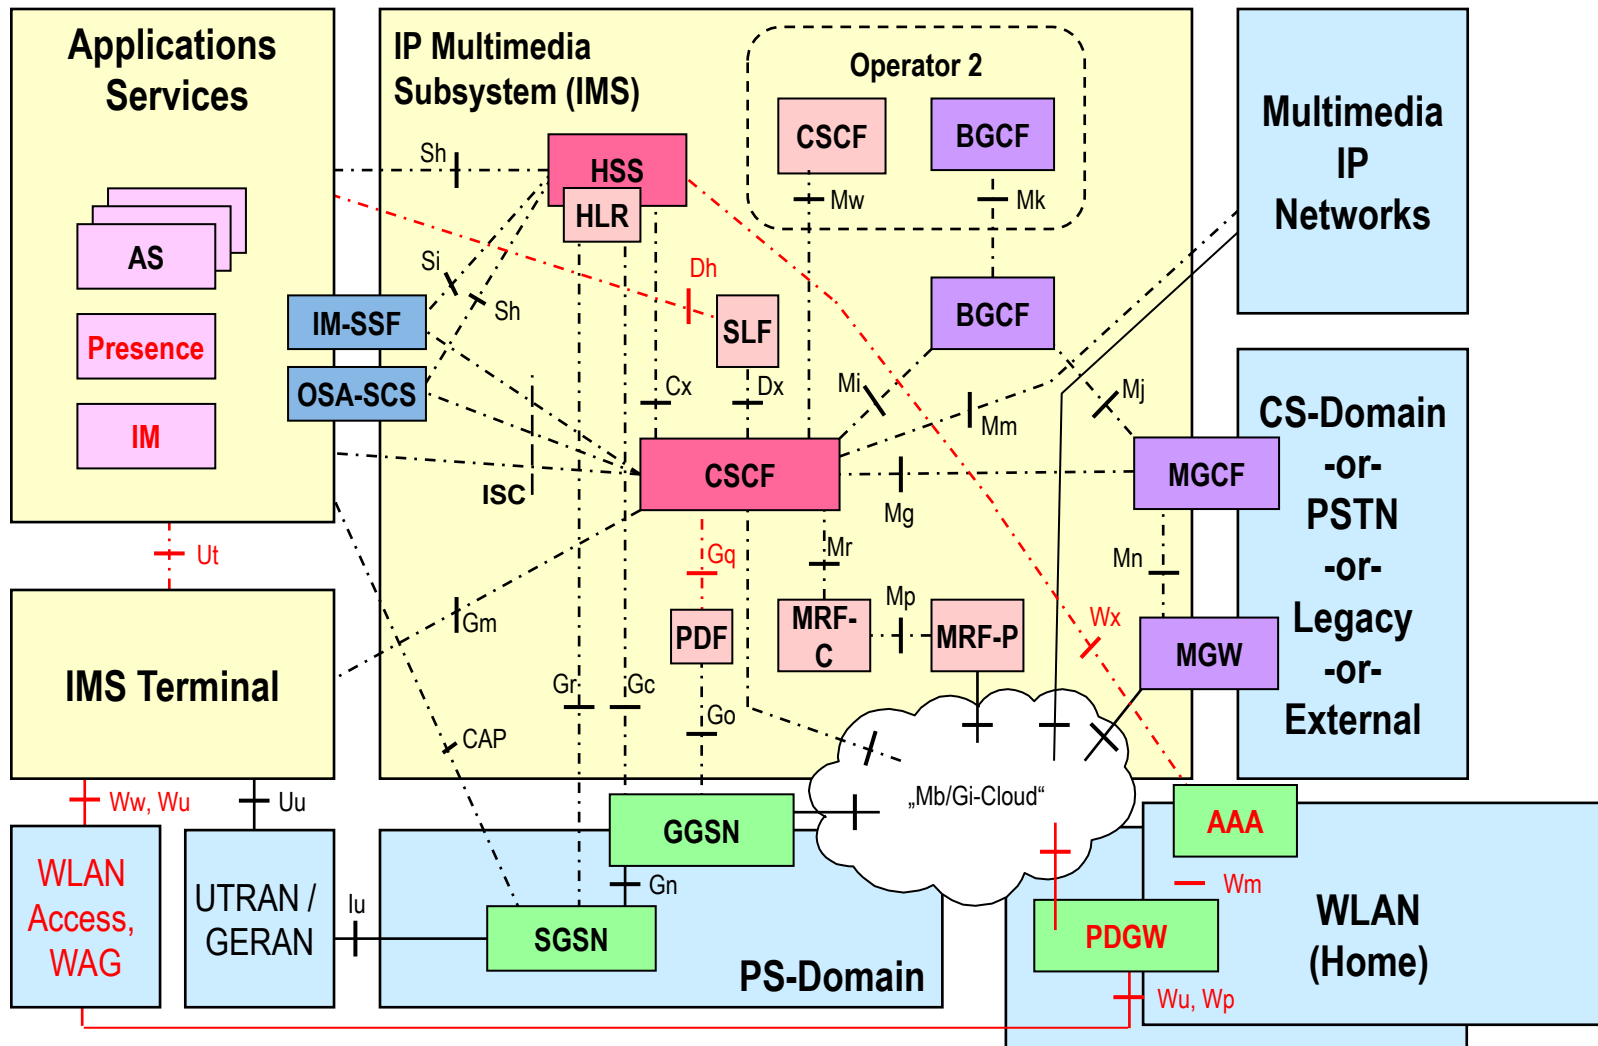 Applications
Services
IP Multimedia
Subsystem (IMS)
Operator 2
CSCF
BGCF
Multimedia
IP
Networks
Sh
HSS
HLR
Mw
Mk
AS
Si
Sh
Dh
IM-SSF
SLF
BGCF
Presence
OSA-SCS
Cx
Dx
Mi
Mj
Mm
CS-Domain
-or-
PSTN
-or-
Legacy
-or-
External
IM
ISC
CSCF
MGCF
Mg
Ut
Gq
Mr
Mn
Gm
PDF
MRF-
C
Mp
MRF-P
Wx
MGW
IMS Terminal
Gr
Gc
Go
CAP
Ww, Wu
Uu
„Mb/Gi-Cloud“
GGSN
AAA
WLAN
Access,
WAG
UTRAN /
GERAN
Iu
Gn
Wm
SGSN
PS-Domain
PDGW
WLAN
(Home)
Wu, Wp